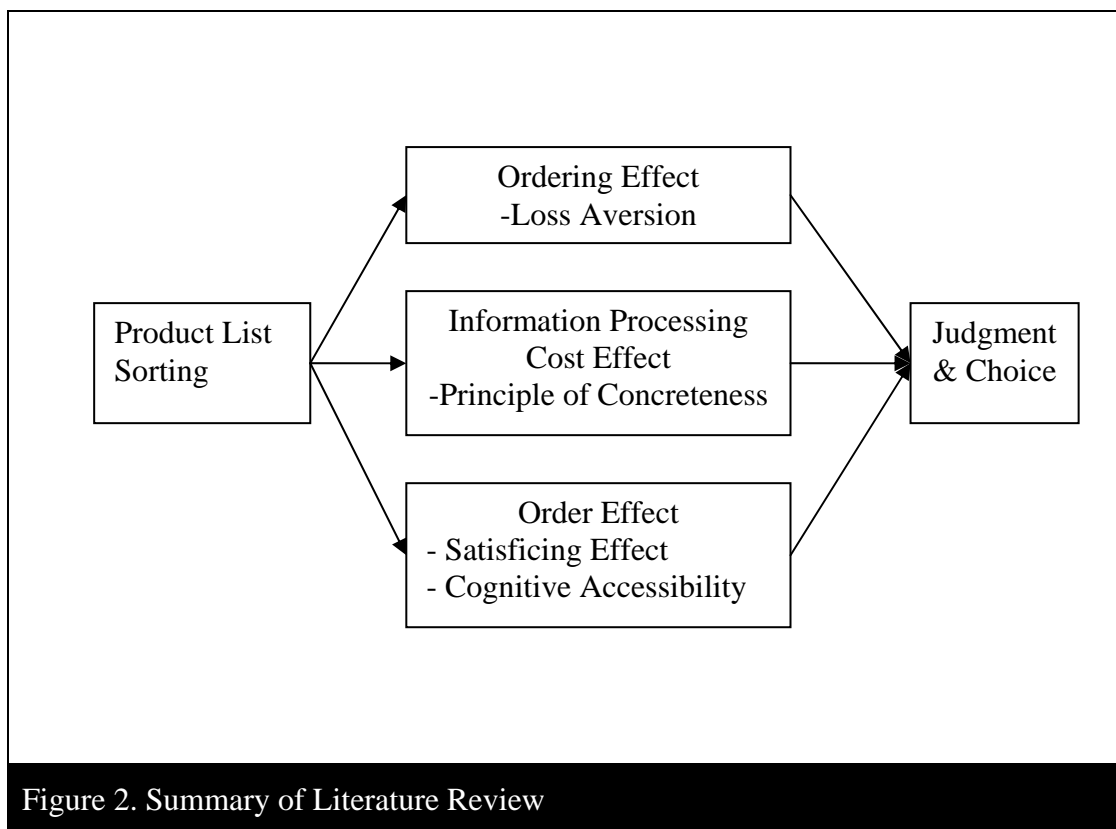 Ordering Effect
-Loss Aversion
Product List
Sorting
Information Processing
Cost Effect
-Principle of Concreteness
Judgment
& Choice
Order Effect
- Satisficing Effect
- Cognitive Accessibility
Figure 2. Summary of Literature Review